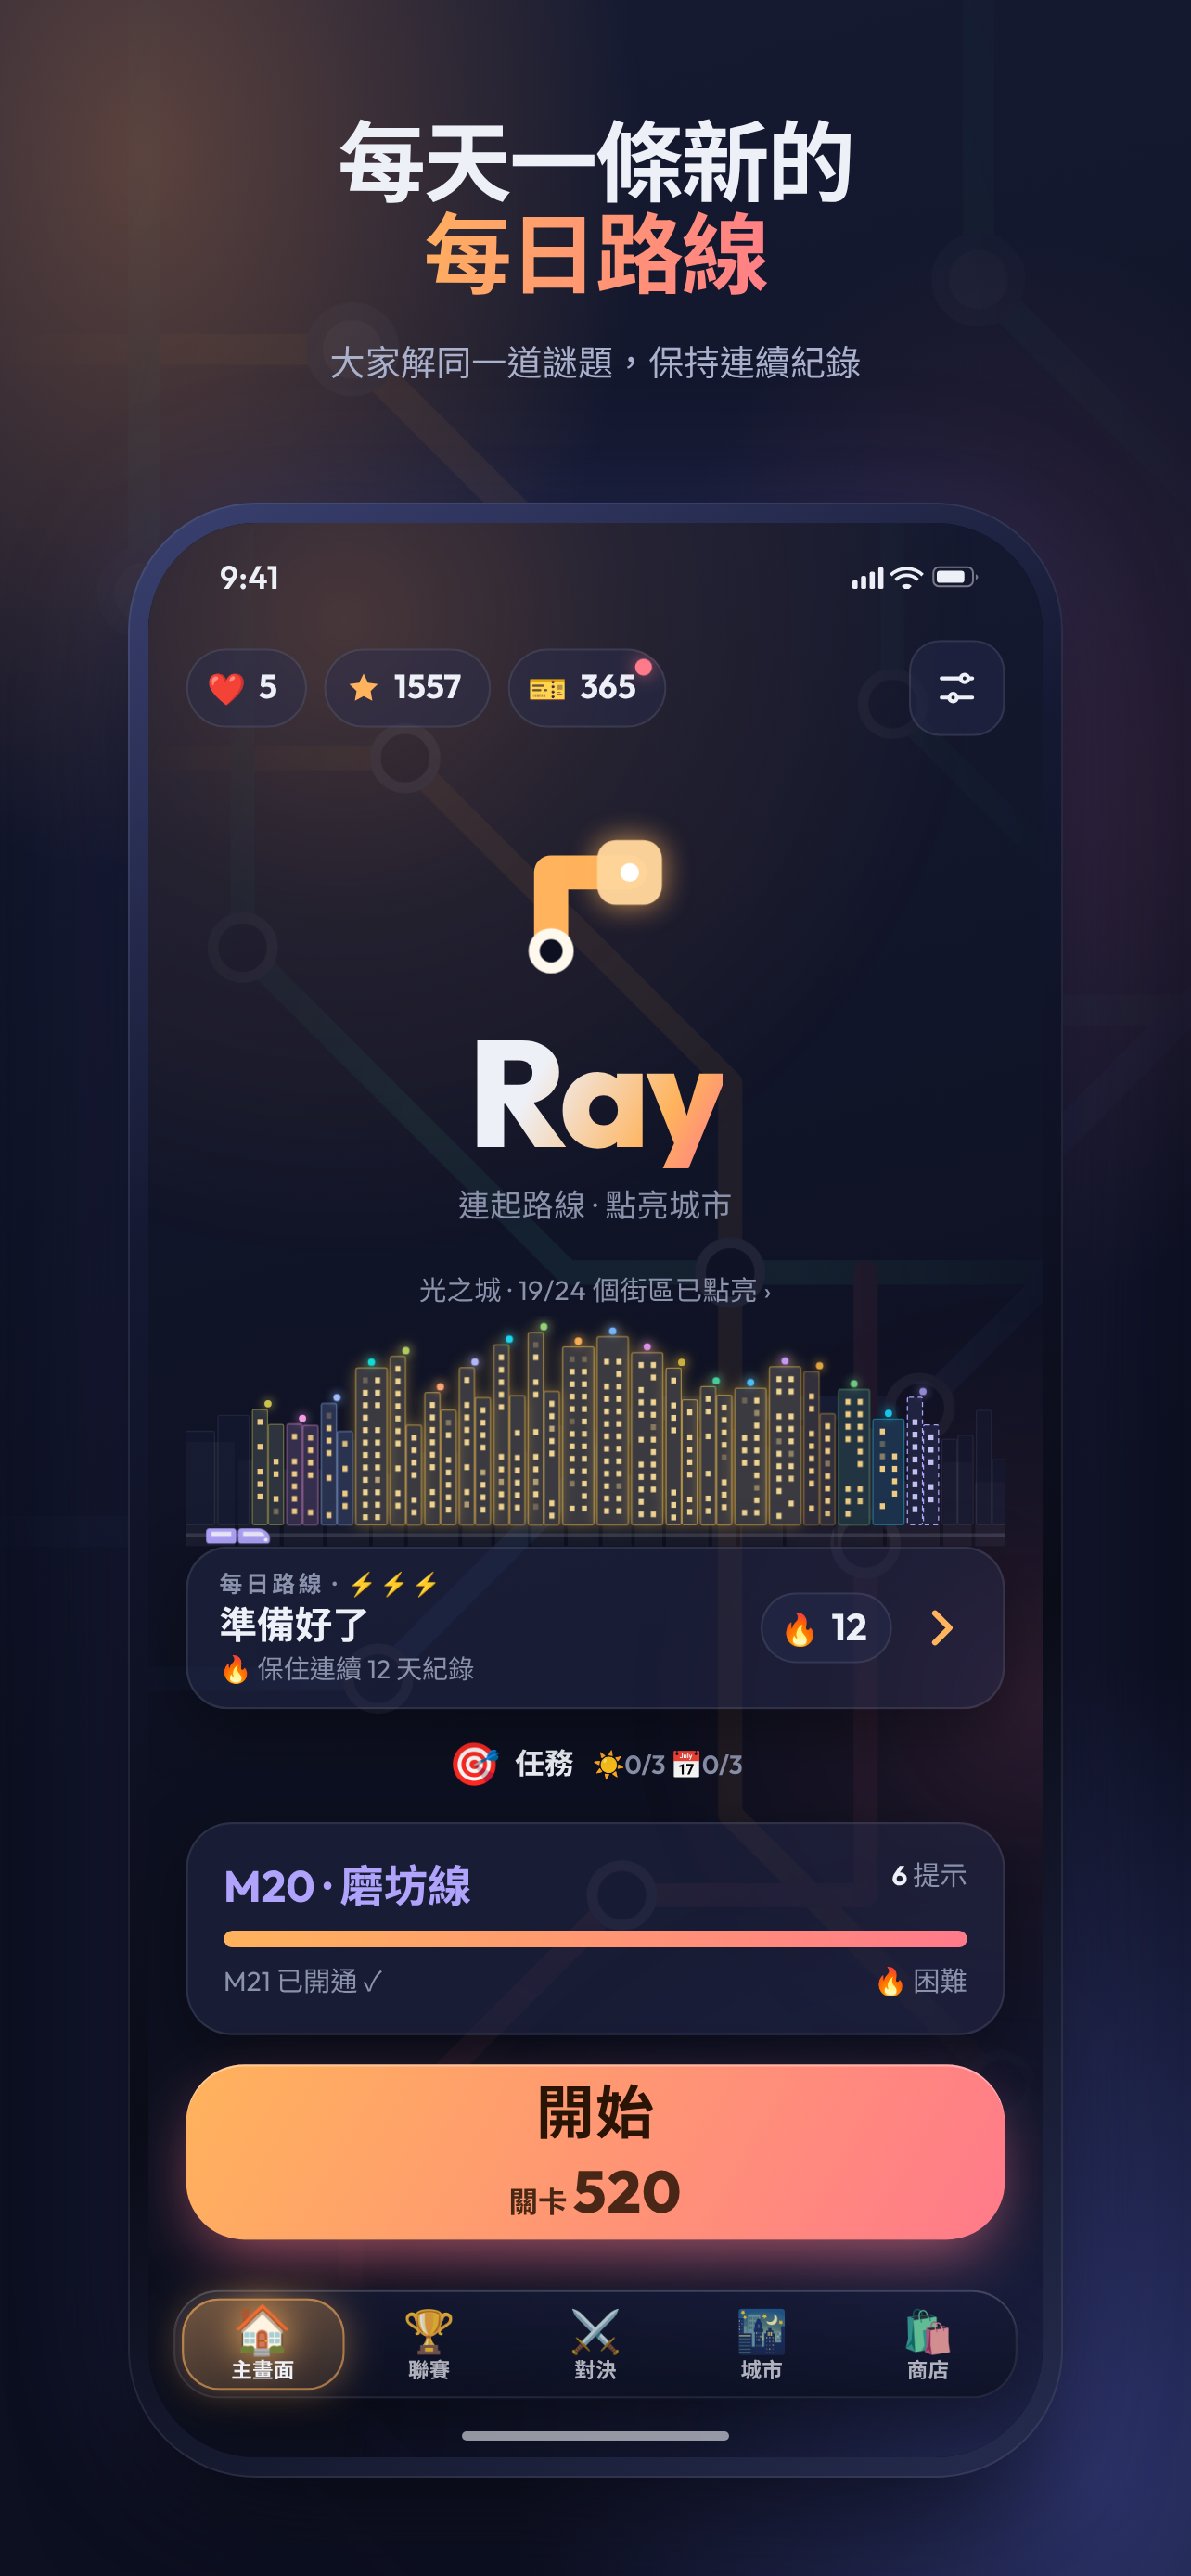 每天一條新的
每日路線
大家解同一道謎題，保持連續紀錄
9:41
❤️ 5 ★ 1557 🎫 365
Ray
連起路線·點亮城市
光之城·19/24 個街區已點亮 ›
每日路線 · ⚡⚡⚡
準備好了
🔥 保住連續 12 天紀錄
🔥 12
🎯 任務 ☀️0/3 📅0/3
M20·磨坊線
6 提示
M21 已開通 ✓
🔥 困難
開始
關卡 520
主畫面 聯賽 對決 城市 商店